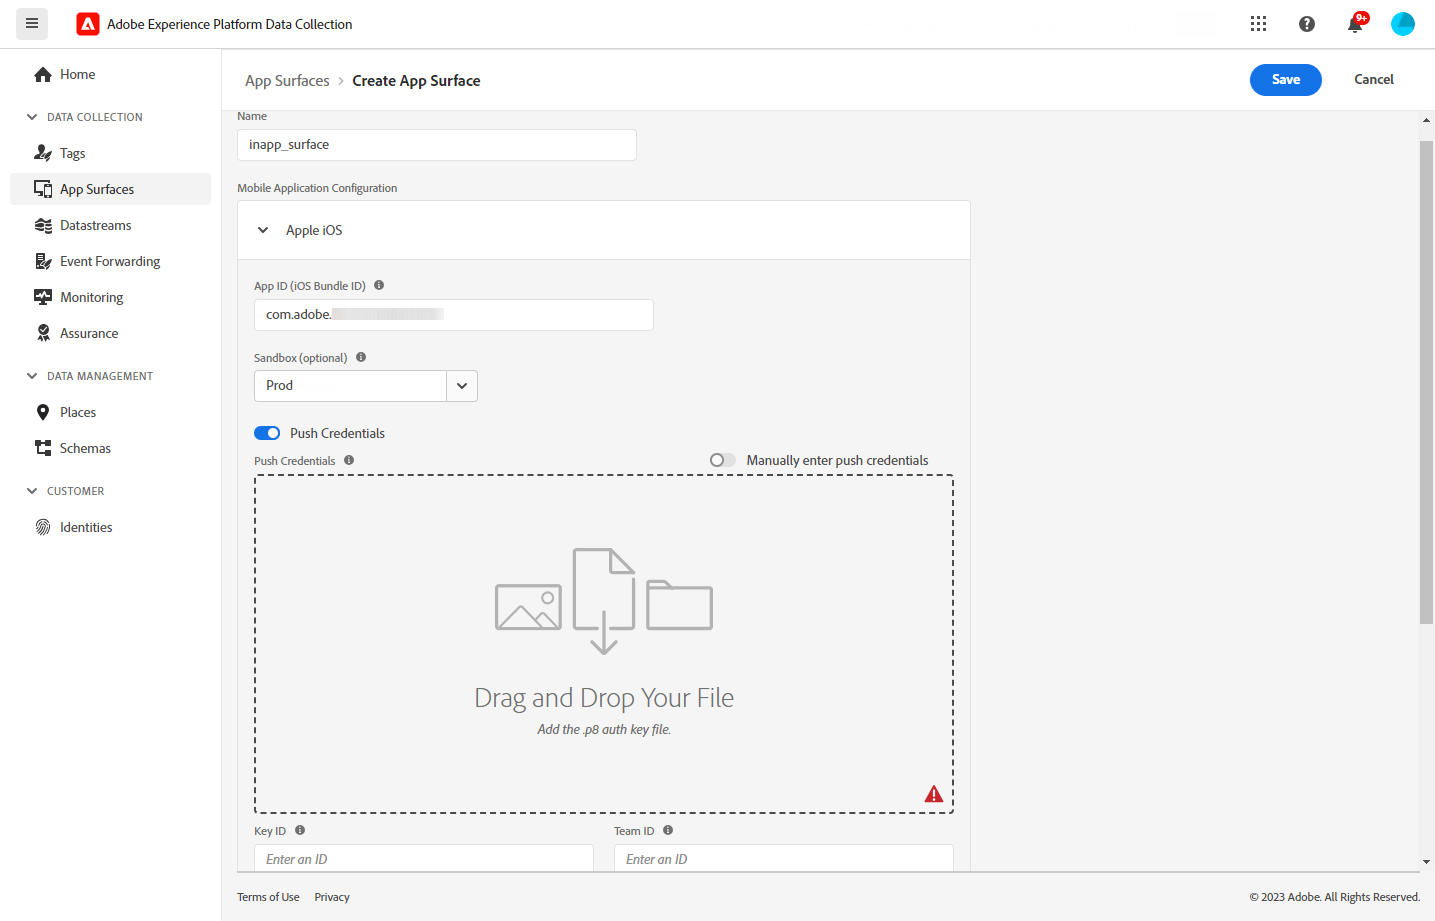 Adobe Experience Platform Data Collection
9+
Home
DATA COLLECTION
Tags
App Surfaces
Datastreams
Event Forwarding
Monitoring
Assurance
DATA MANAGEMENT
Places
Schemas
CUSTOMER
Identities
App Surfaces > Create App Surface
Save
Cancel
Name
inapp_surface
Mobile Application Configuration
Apple iOS
App ID (iOS Bundle ID)
com.adobe.
Sandbox (optional)
Prod
Push Credentials
Push Credentials
Manually enter push credentials
Drag and Drop Your File
Add the .p8 auth key file.
Key ID
Team ID
Enter an ID
Enter an ID
Terms of Use
Privacy
© 2023 Adobe. All Rights Reserved.